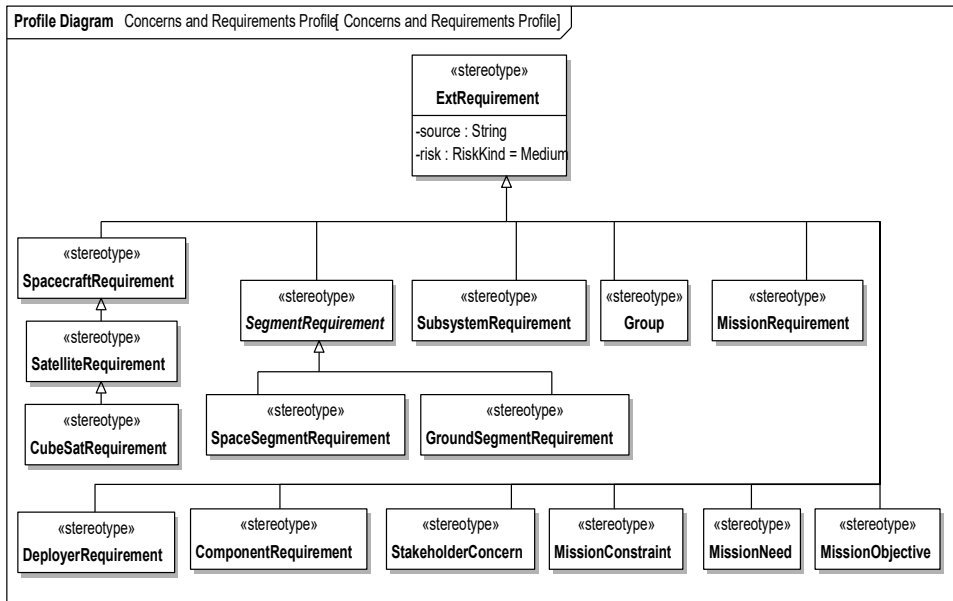 Profile Diagram Concerns and Requirements Profile[ Concerns and Requirements Profile]
«stereotype»
ExtRequirement
-source : String
-risk : RiskKind = Medium
«stereotype»
SpacecraftRequirement
«stereotype»
SegmentRequirement
«stereotype»
SubsystemRequirement
«stereotype»
Group
«stereotype»
MissionRequirement
«stereotype»
SatelliteRequirement
«stereotype»
SpaceSegmentRequirement
«stereotype»
GroundSegmentRequirement
«stereotype»
CubeSatRequirement
«stereotype»
DeployerRequirement
«stereotype»
ComponentRequirement
«stereotype»
StakeholderConcern
«stereotype»
MissionConstraint
«stereotype»
MissionNeed
«stereotype»
MissionObjective